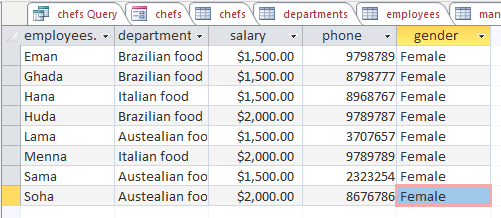 chefs Query chefs chefs departments employees man
employees. department salary phone gender
Eman Brazilian food $1,500.00 9798789 Female
Ghada Brazilian food $1,500.00 8798777 Female
Hana Italian food $1,500.00 8968767 Female
Huda Brazilian food $2,000.00 9789787 Female
Lama Austealian foo $1,500.00 3707657 Female
Menna Italian food $2,000.00 9789789 Female
Sama Austealian foo $1,500.00 2323254 Female
Soha Austealian foo $2,000.00 8676786 Female